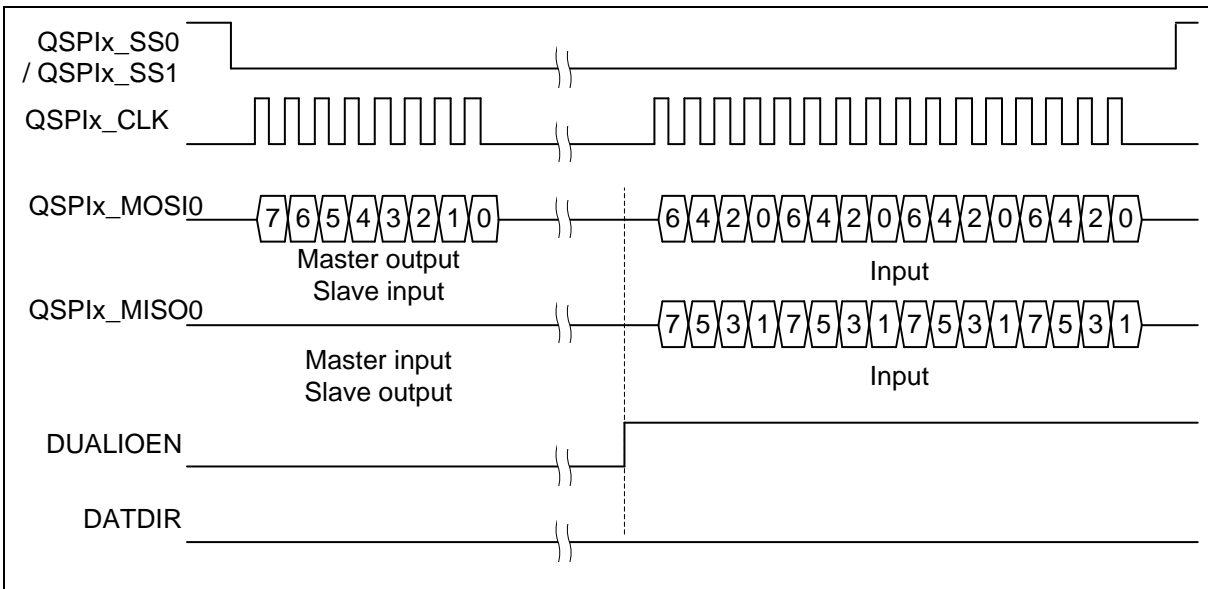 QSPIx_SS0
/ QSPIx_SS1
QSPIx_CLK
QSPIx_MOSI0 7 6 5 4 3 2 1 0 6 4 2 0 6 4 2 0 6 4 2 0 6 4 2 0
Master output
Slave input
Input
QSPIx_MISO0 7 5 3 1 7 5 3 1 7 5 3 1 7 5 3 1
Master input
Slave output
Input
DUALIOEN
DATDIR